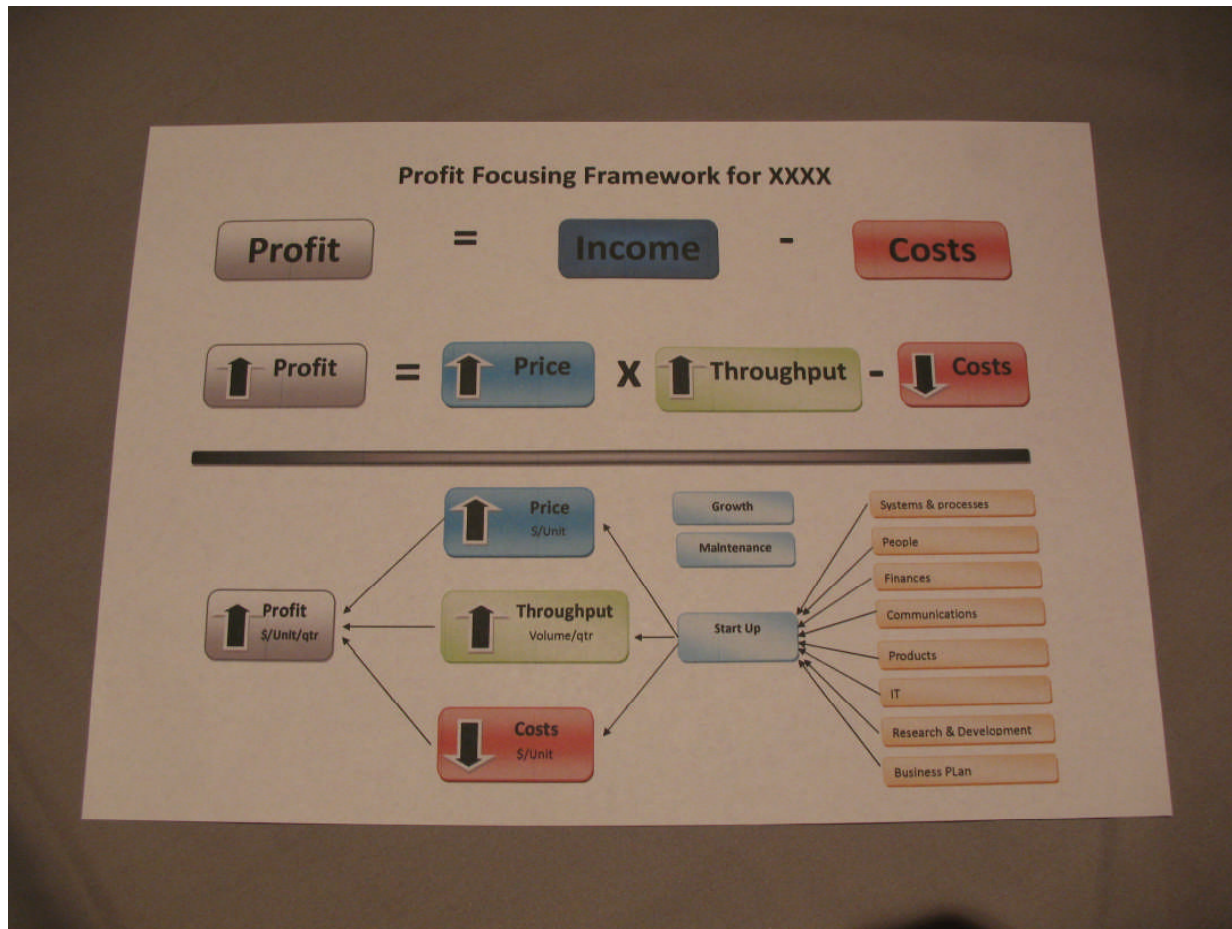 Profit Focusing Framework for XXXX
Profit = Income - Costs
Profit = Price X Throughput - Costs
Price
$/Unit
Growth
Maintenance
Profit
$/Unit/qtr
Throughput
Volume/qtr
Start Up
Costs
$/Unit
Systems & processes
People
Finances
Communications
Products
IT
Research & Development
Business PLan